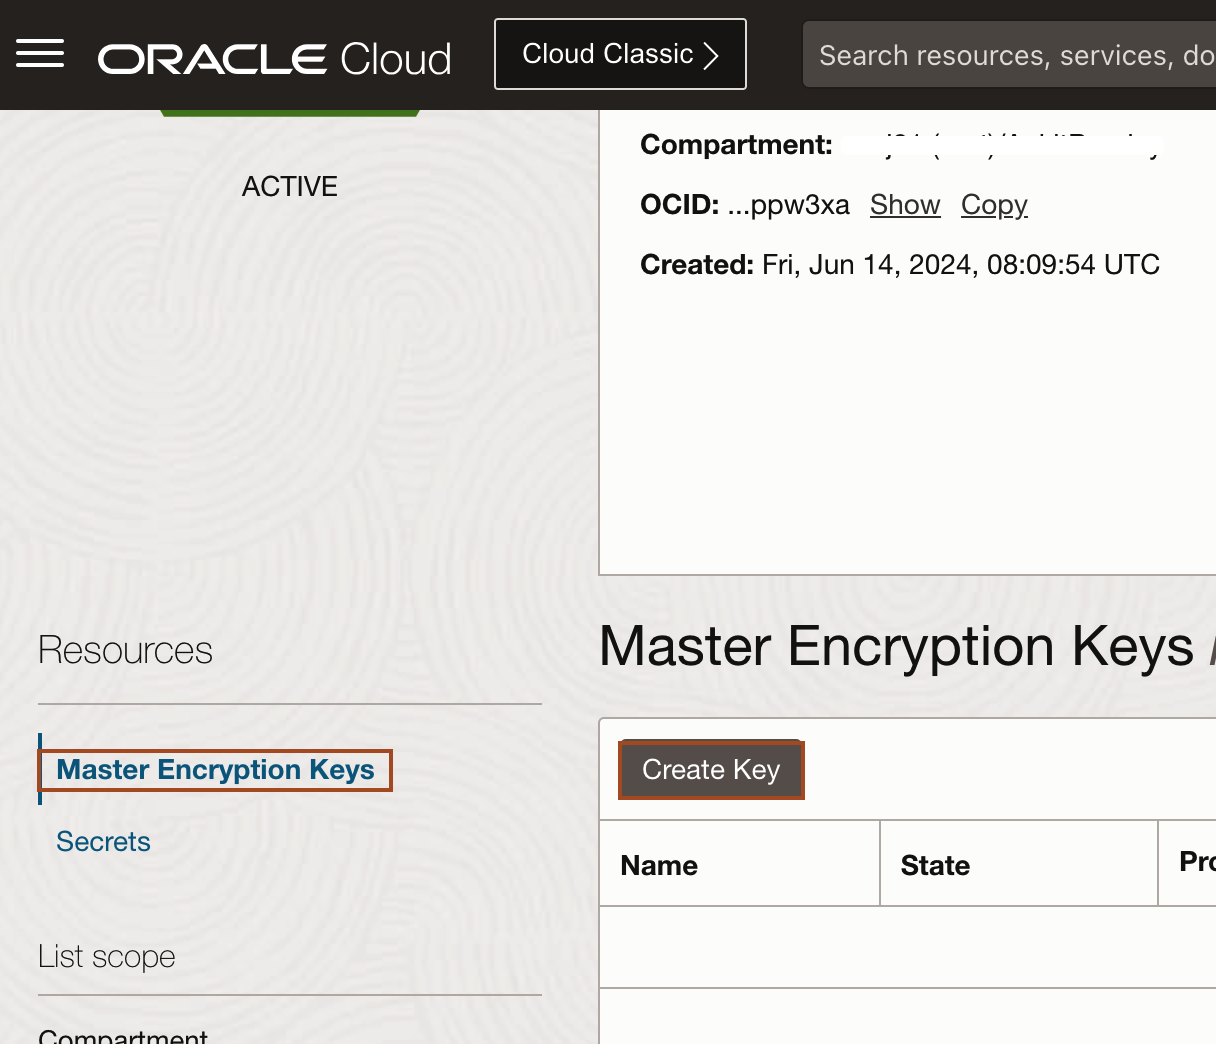 ORACLE Cloud
Cloud Classic
Search resources, services, do
ACTIVE
Compartment:
OCID: ...ppw3xa Show Copy
Created: Fri, Jun 14, 2024, 08:09:54 UTC
Resources
Master Encryption Keys
Secrets
List scope
Compartment
Master Encryption Keys
Create Key
Name State Pro